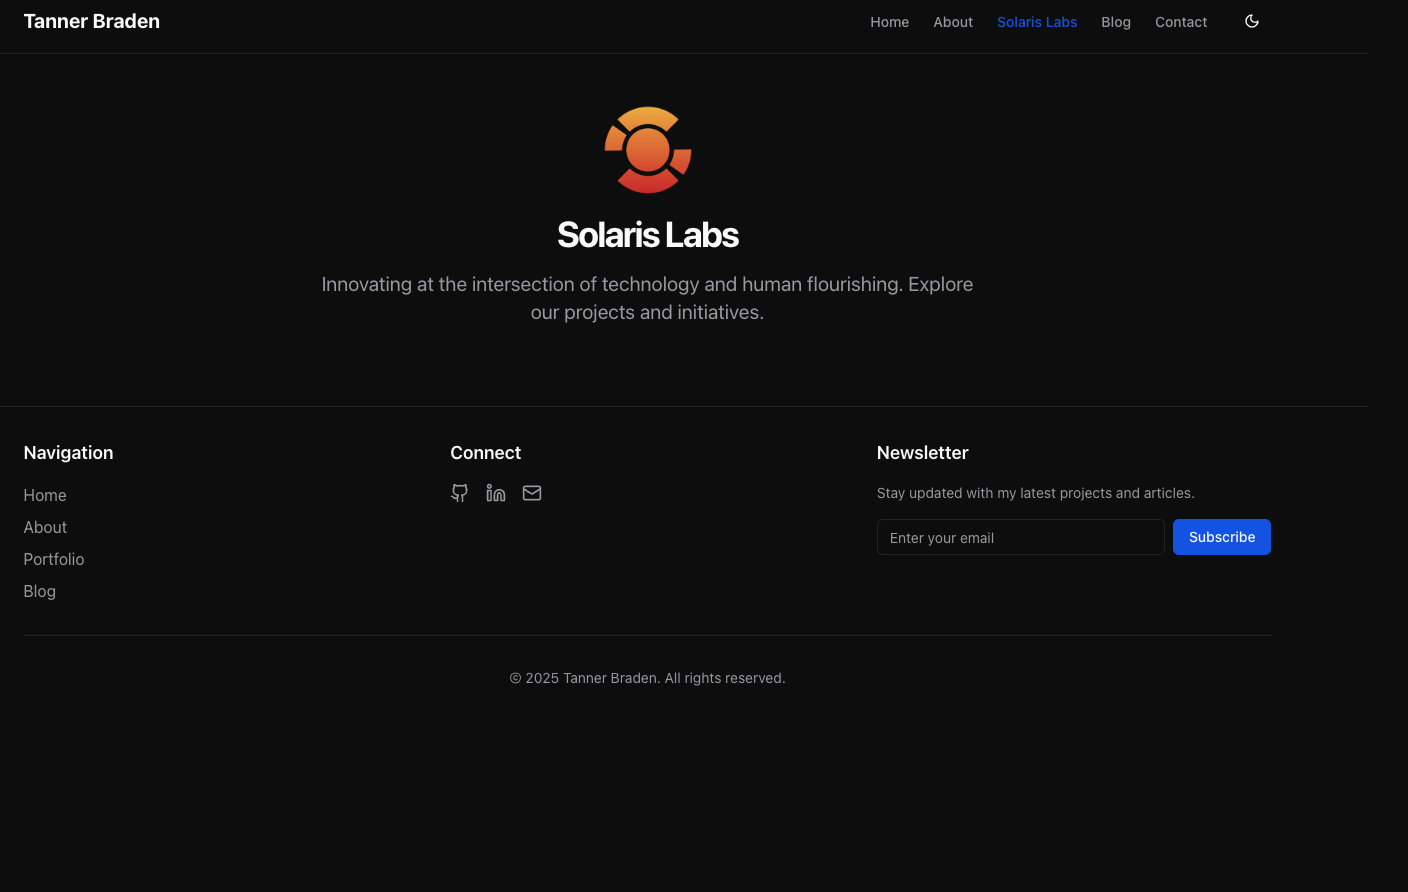 Tanner Braden
Home About Solaris Labs Blog Contact
Solaris Labs
Innovating at the intersection of technology and human flourishing. Explore
our projects and initiatives.
Navigation
Home
About
Portfolio
Blog
Connect
Newsletter
Stay updated with my latest projects and articles.
Enter your email
Subscribe
© 2025 Tanner Braden. All rights reserved.